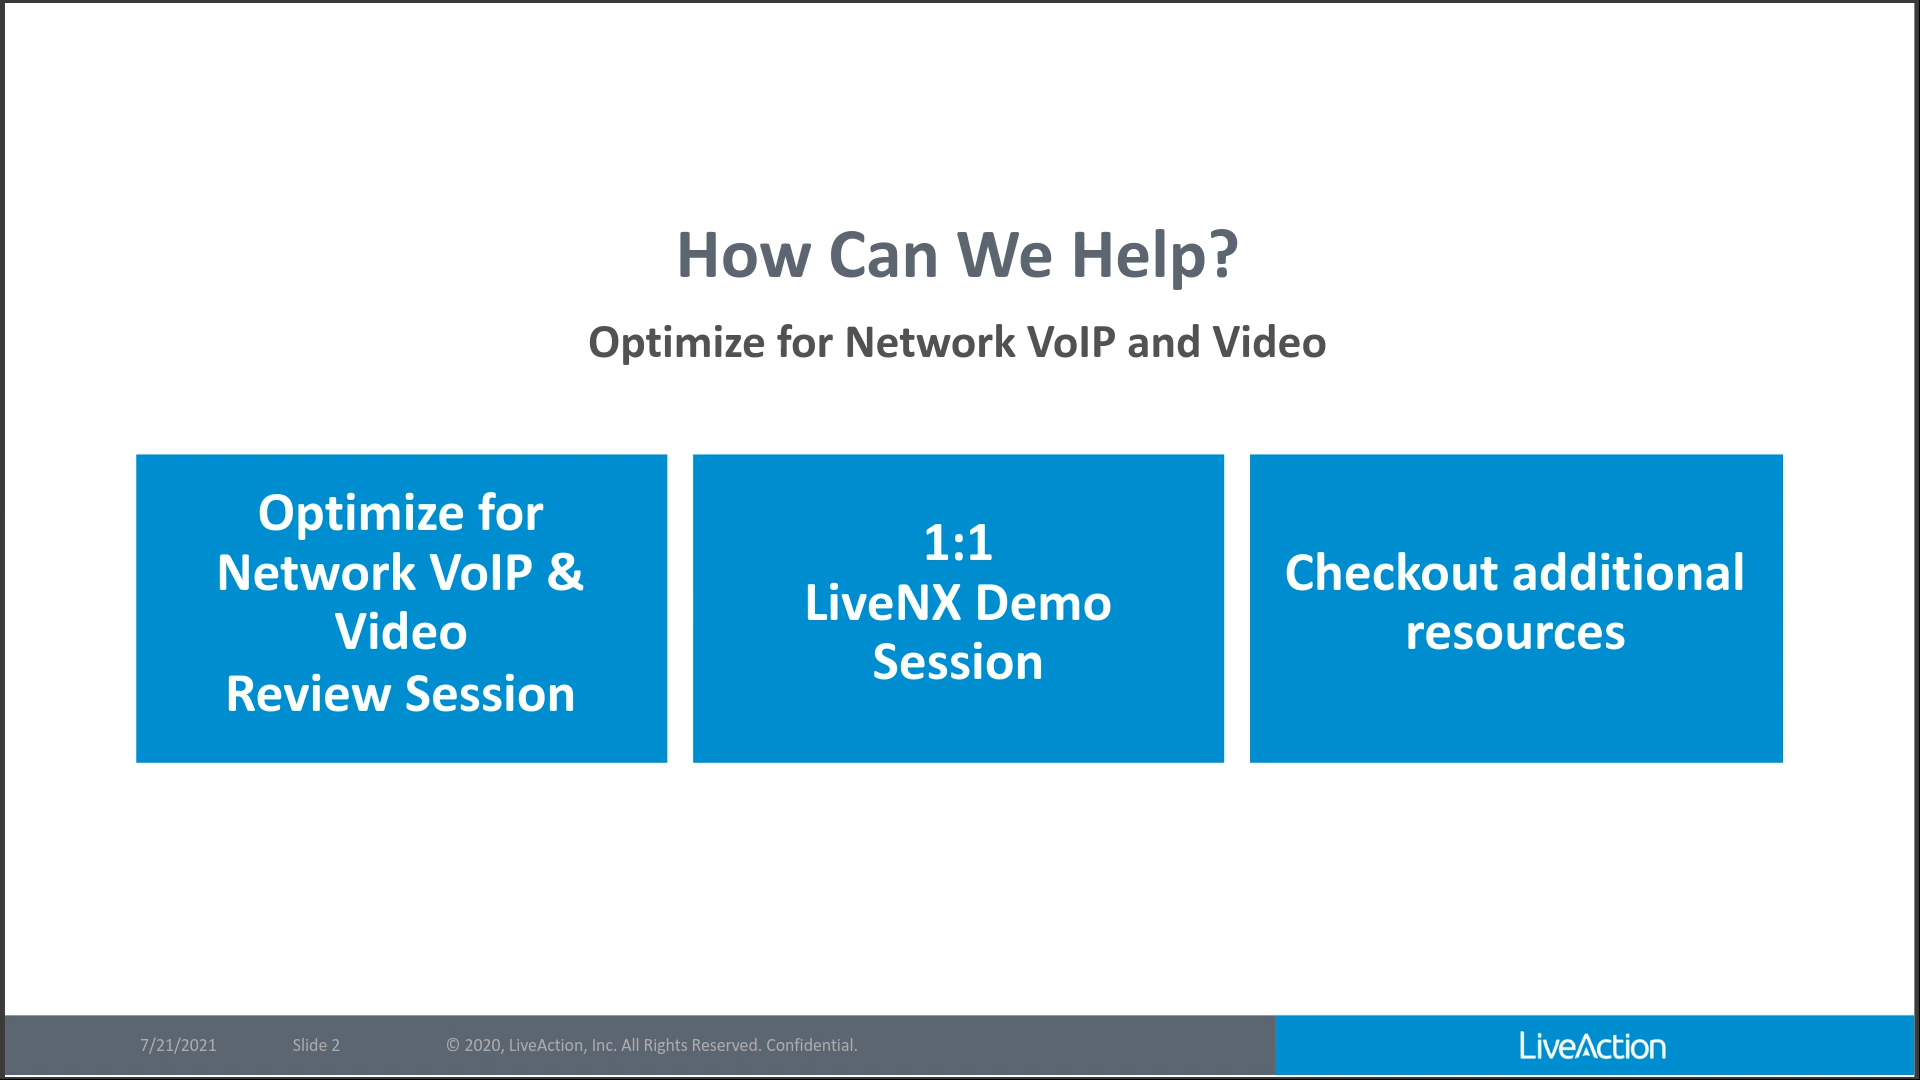 How Can We Help?
Optimize for Network VoIP and Video
Optimize for
Network VoIP &
Video
Review Session
1:1
LiveNX Demo
Session
Checkout additional
resources
7/21/2021
Slide 2
© 2020, LiveAction, Inc. All Rights Reserved. Confidential.
LiveAction